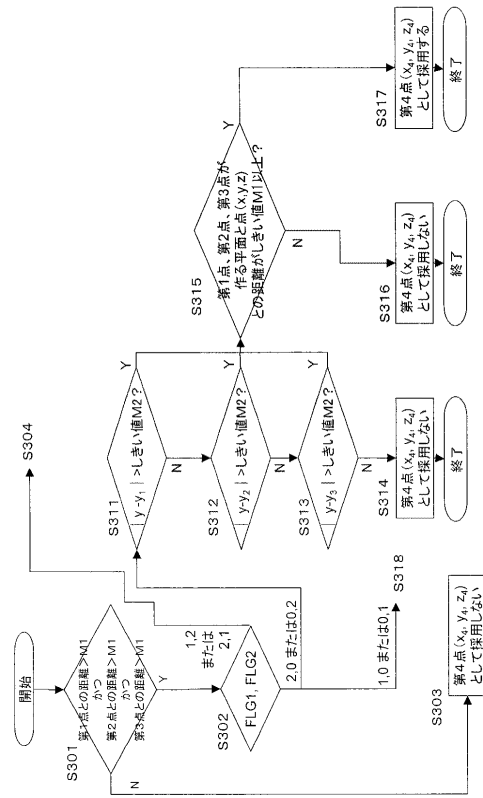 開始
S301
第1点との距離＞M1
かつ
第2点との距離＞M1
かつ
第3点との距離＞M1
N
Y
S302
FLG1, FLG2
1,2
または
2,1
S304
2,0 または0,2
1,0 または0,1
S318
S303
第4点(x4, y4, z4)
として採用しない
S311
| y-y1 | ＞しきい値M2？
Y
N
S312
| y-y2 | ＞しきい値M2？
Y
N
S313
| y-y3 | ＞しきい値M2？
Y
N
S314
第4点(x4, y4, z4)
として採用しない
終了
S315
第1点、第2点、第3点が
作る平面と点(x,y,z)
との距離がしきい値M1以上？
Y
N
S316
第4点(x4, y4, z4)
として採用しない
終了
S317
第4点(x4, y4, z4)
として採用する
終了